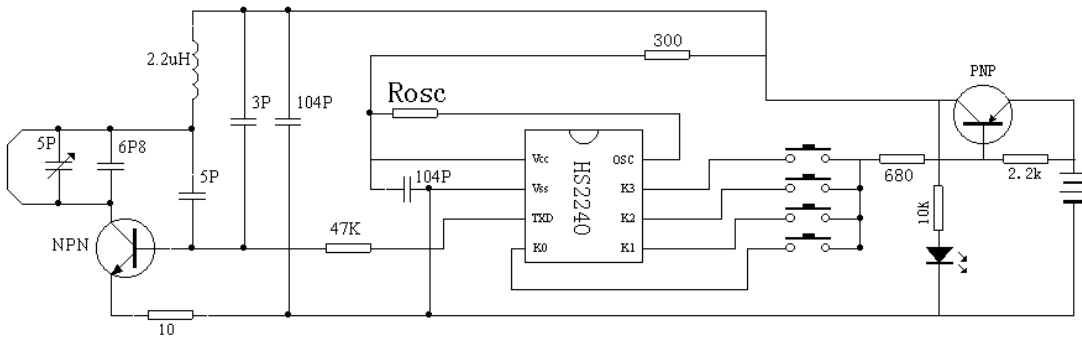 300
PNP
2.2uH
3P
104P
Rosc
5P
6P8
5P
104P
HS2240
Vcc
OSC
Vss
K3
TXD
K2
K0
K1
680
2.2k
10K
NPN
47K
10